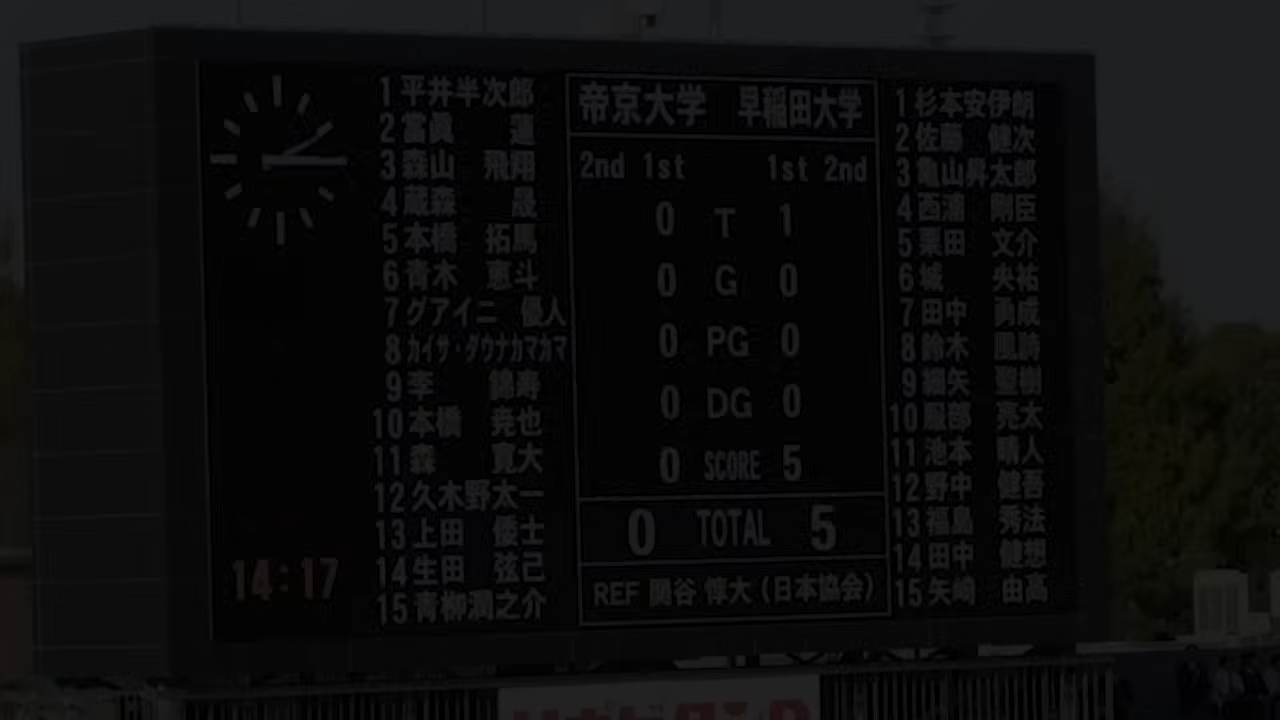 1 平井半次郎
2 當眞 蓮
3 森山 飛翔
4 蔵森 晟
5 本橋 拓馬
6 青木 恵斗
7 グアイニ 優人
8 カイサ・ダウナカマカマ
9 李 錦寿
10 本橋 尭也
11 森 寛大
12 久木野太一
13 上田 倭士
14 生田 弦己
15 青栁潤之介
14:17
帝京大学 早稲田大学
2nd 1st 1st 2nd
0 T 1
0 G 0
0 PG 0
0 DG 0
0 SCORE 5
0 TOTAL 5
REF 関谷 惇大 (日本協会)
1 杉本安伊朗
2 佐藤 健次
3 亀山昇太郎
4 西浦 剛臣
5 栗田 文介
6 城 央祐
7 田中 勇成
8 鈴木 風詩
9 細矢 聖樹
10 服部 亮太
11 池本 晴人
12 野中 健吾
13 福島 秀法
14 田中 健想
15 矢崎 由高